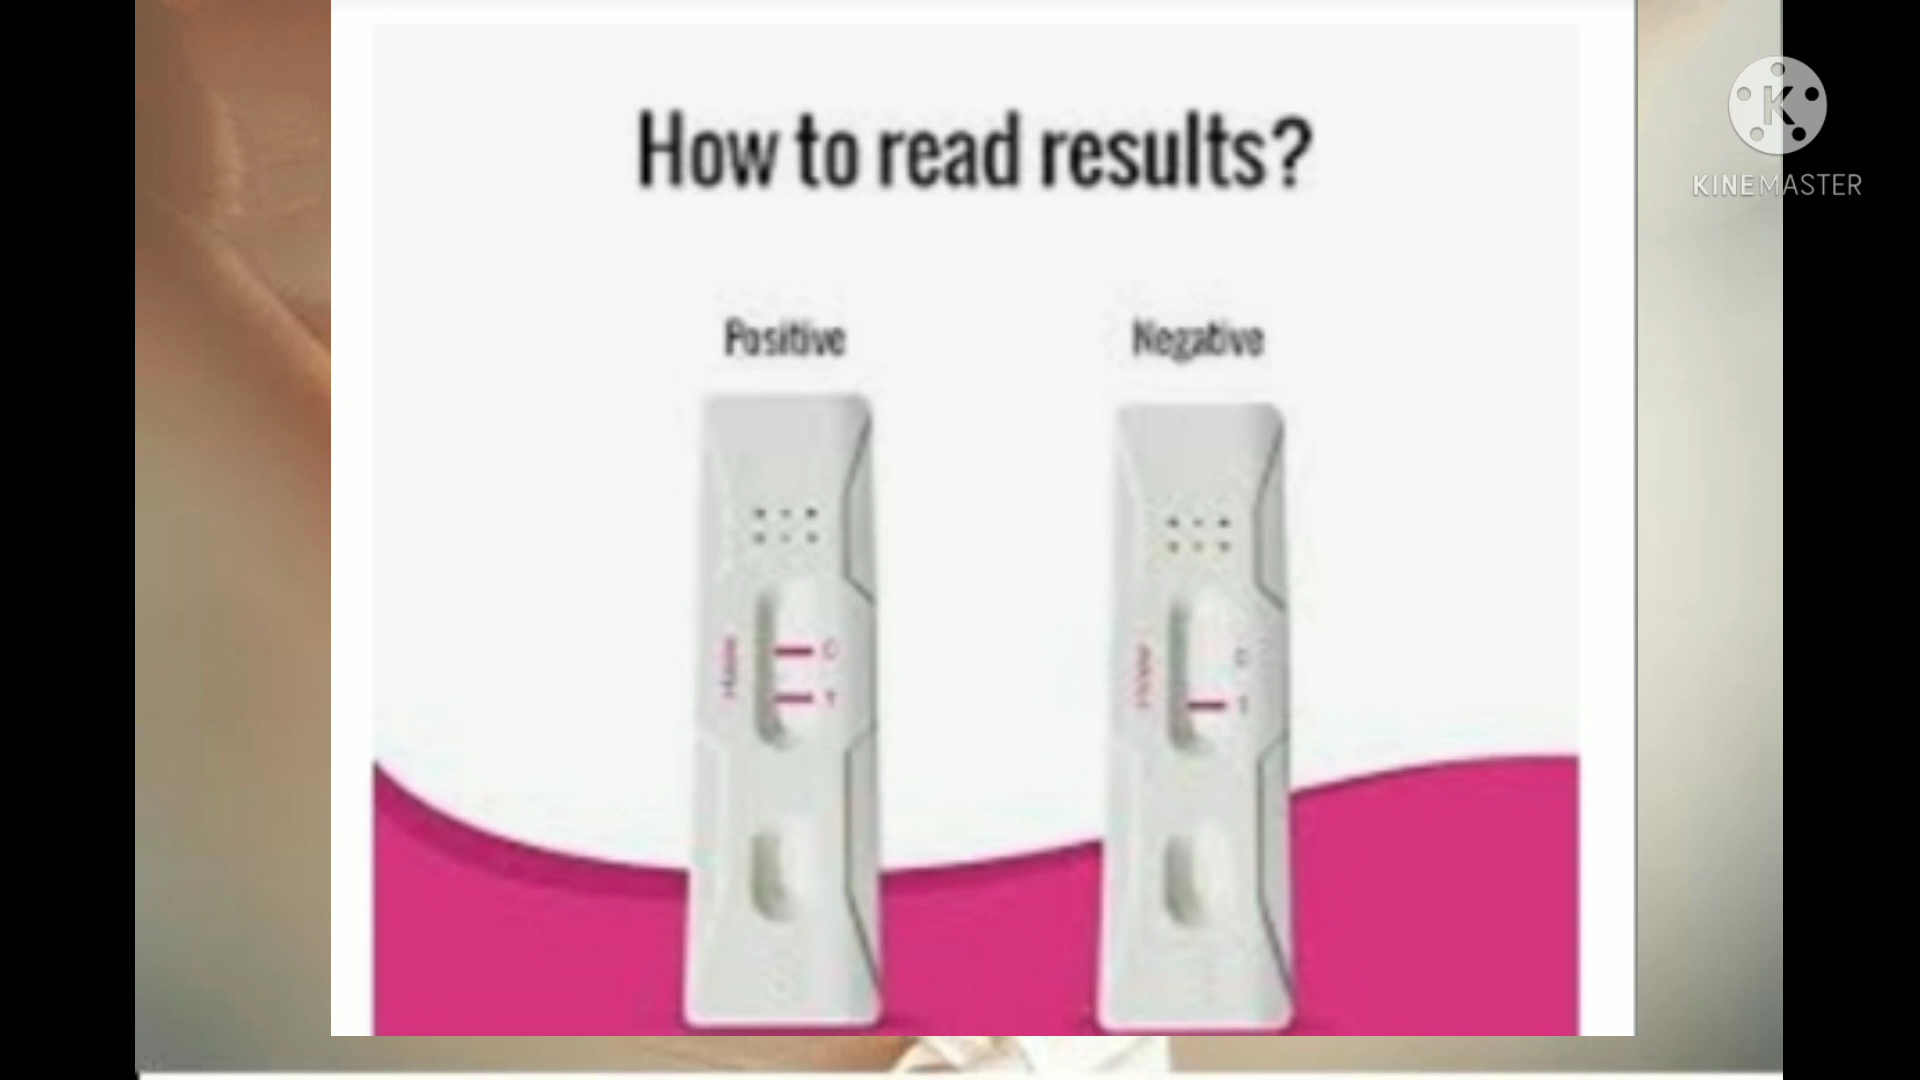 How to read results?
Positive
Negative
C
T
K
KINEMASTER